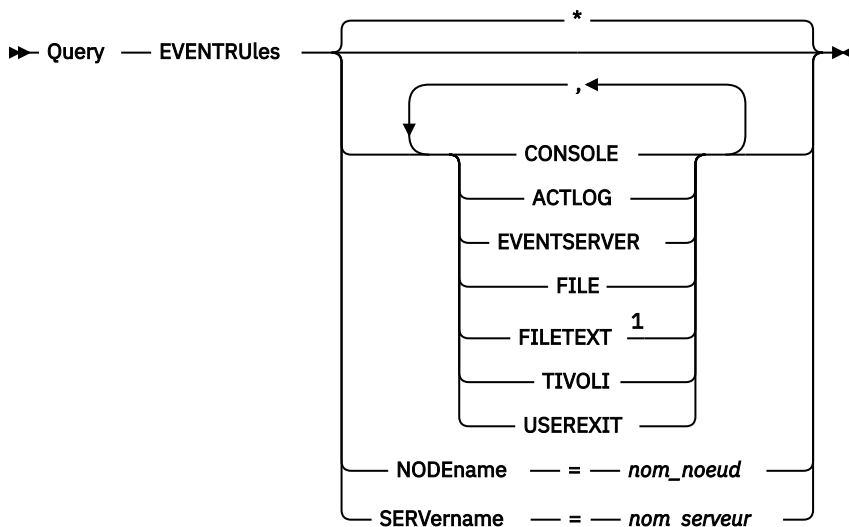 *
Query EVENTRUles
,
CONSOLE
ACTLOG
EVENTSERVER
FILE
FILETEXT 1
TIVOLI
USEREXIT
NODEname = nom_noeud
SERVername = nom_serveur